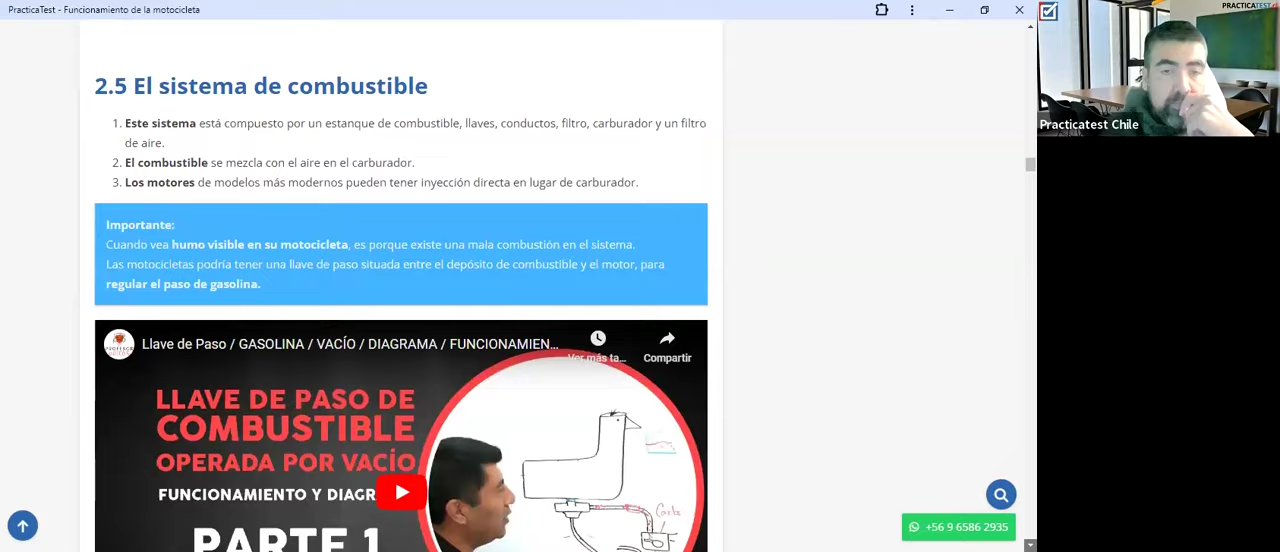 PracticaTest - Funcionamiento de la motocicleta
PRACTICATEST.cl
Practicatest Chile
2.5 El sistema de combustible
1. Este sistema está compuesto por un estanque de combustible, llaves, conductos, filtro, carburador y un filtro
de aire.
2. El combustible se mezcla con el aire en el carburador.
3. Los motores de modelos más modernos pueden tener inyección directa en lugar de carburador.
Importante:
Cuando vea humo visible en su motocicleta, es porque existe una mala combustión en el sistema.
Las motocicletas podría tener una llave de paso situada entre el depósito de combustible y el motor, para
regular el paso de gasolina.
Llave de Paso / GASOLINA / VACÍO / DIAGRAMA / FUNCIONAMIEN...
Ver más ta...
Compartir
LLAVE DE PASO DE
COMBUSTIBLE
OPERADA POR VACÍO
FUNCIONAMIENTO Y DIAGR
PARTE 1
+56 9 6586 2935